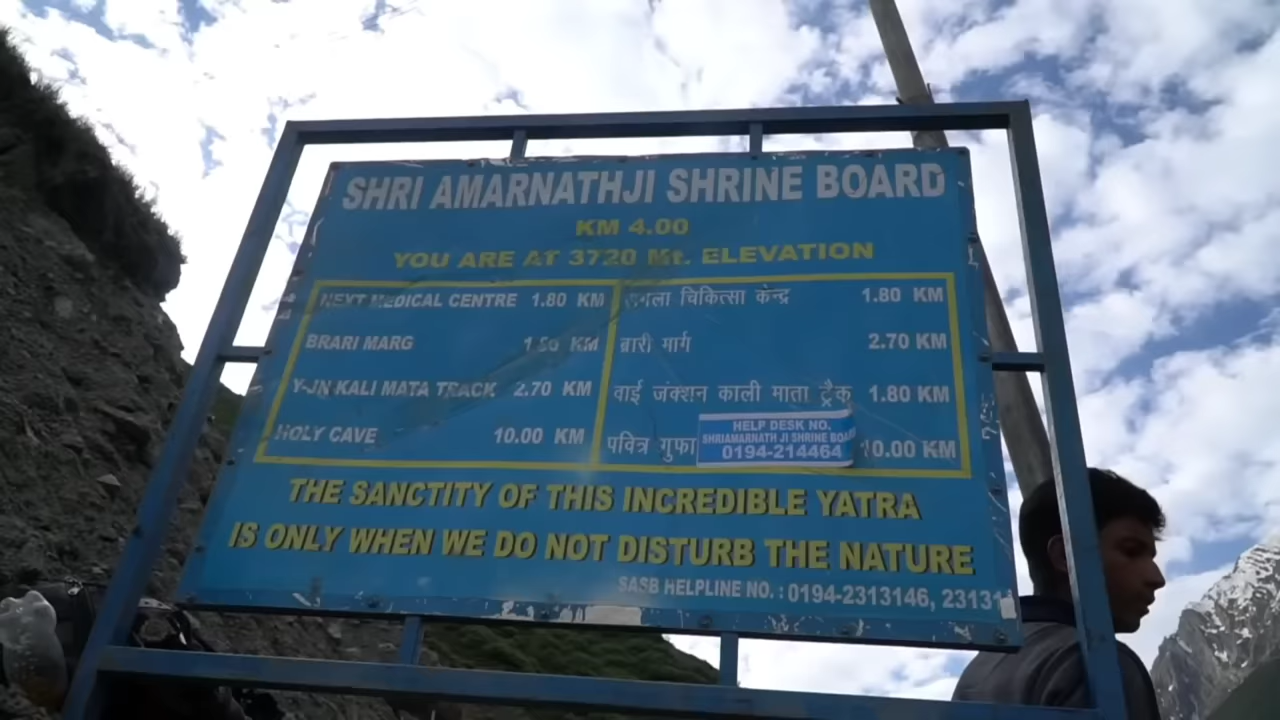 SHRI AMARNATHJI SHRINE BOARD
KM 4.00
YOU ARE AT 3720 Mt. ELEVATION
NEXT MEDICAL CENTRE 1.80 KM
BRARI MARG KM
Y-JN KALI MATA TRACK 2.70 KM
HOLY CAVE 10.00 KM
चिकित्सा केन्द्र 1.80 KM
ब्रारी मार्ग 2.70 KM
वाई जंक्शन काली माता ट्रैक 1.80 KM
पवित्र गुफा 10.00 KM
HELP DESK NO.
SHRIAMARNATH JI SHRINE BOARD
0194-214464
THE SANCTITY OF THIS INCREDIBLE YATRA
IS ONLY WHEN WE DO NOT DISTURB THE NATURE
SASB HELPLINE NO. : 0194-2313146,